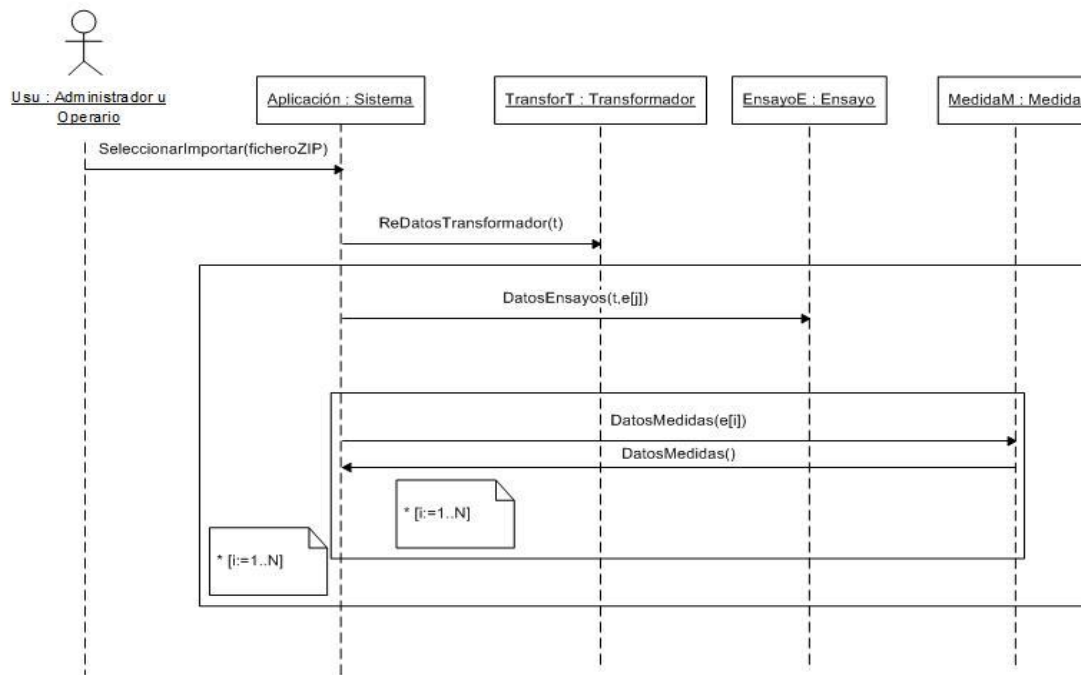 Usu : Administrador u
Operario
Aplicación : Sistema
TransforT : Transformador
EnsayoE : Ensayo
MedidaM : Medida
SeleccionarImportar(ficheroZIP)
ReDatosTransformador(t)
DatosEnsayos(t,e[j])
DatosMedidas(e[i])
DatosMedidas()
* [i:=1..N]
* [i:=1..N]